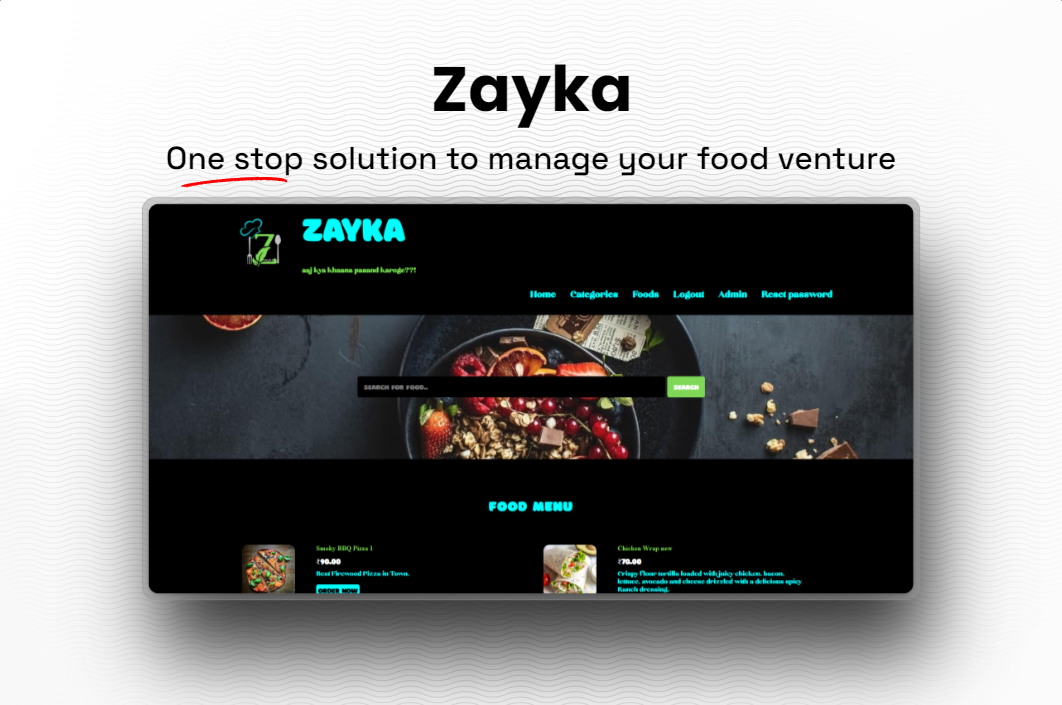 Zayka
One stop solution to manage your food venture
Z
ZAYKA
aaj kya khaana pasand karoge??!
Home Categories Foods Logout Admin Reset password
SEARCH FOR FOOD.. SEARCH
FOOD MENU
Smoky BBQ Pizza 1
₹90.00
Best Firewood Pizza in Town.
ORDER NOW
Chicken Wrap new
₹70.00
Crispy flour tortilla loaded with juicy chicken, bacon,
lettuce, avocado and cheese drizzled with a delicious spicy
Ranch dressing.